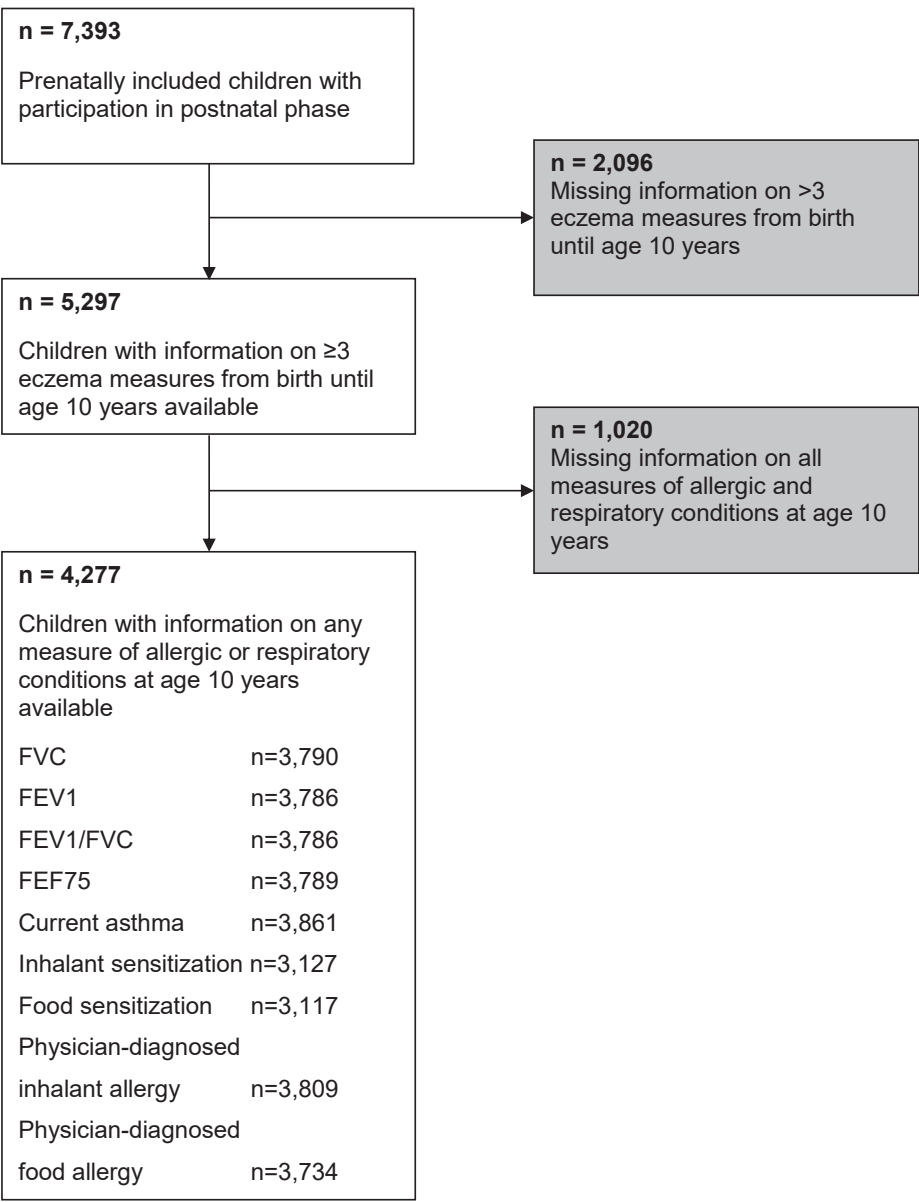 n = 7,393
Prenatally included children with
participation in postnatal phase
n = 2,096
Missing information on >3
eczema measures from birth
until age 10 years
n = 5,297
Children with information on ≥3
eczema measures from birth until
age 10 years available
n = 1,020
Missing information on all
measures of allergic and
respiratory conditions at age 10
years
n = 4,277
Children with information on any
measure of allergic or respiratory
conditions at age 10 years
available
FVC n=3,790
FEV1 n=3,786
FEV1/FVC n=3,786
FEF75 n=3,789
Current asthma n=3,861
Inhalant sensitization n=3,127
Food sensitization n=3,117
Physician-diagnosed
inhalant allergy n=3,809
Physician-diagnosed
food allergy n=3,734